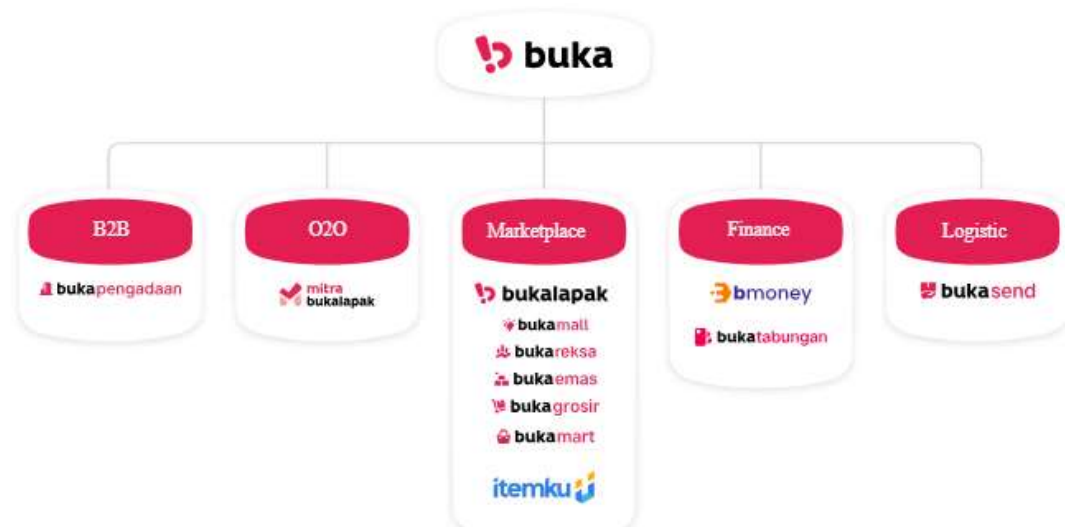 buka
B2B
bukapengadaan
O2O
mitra
bukalapak
Marketplace
bukalapak
bukamall
bukareksa
bukaemas
bukagrosir
bukamart
itemku
Finance
bmoney
bukatabungan
Logistic
bukasend